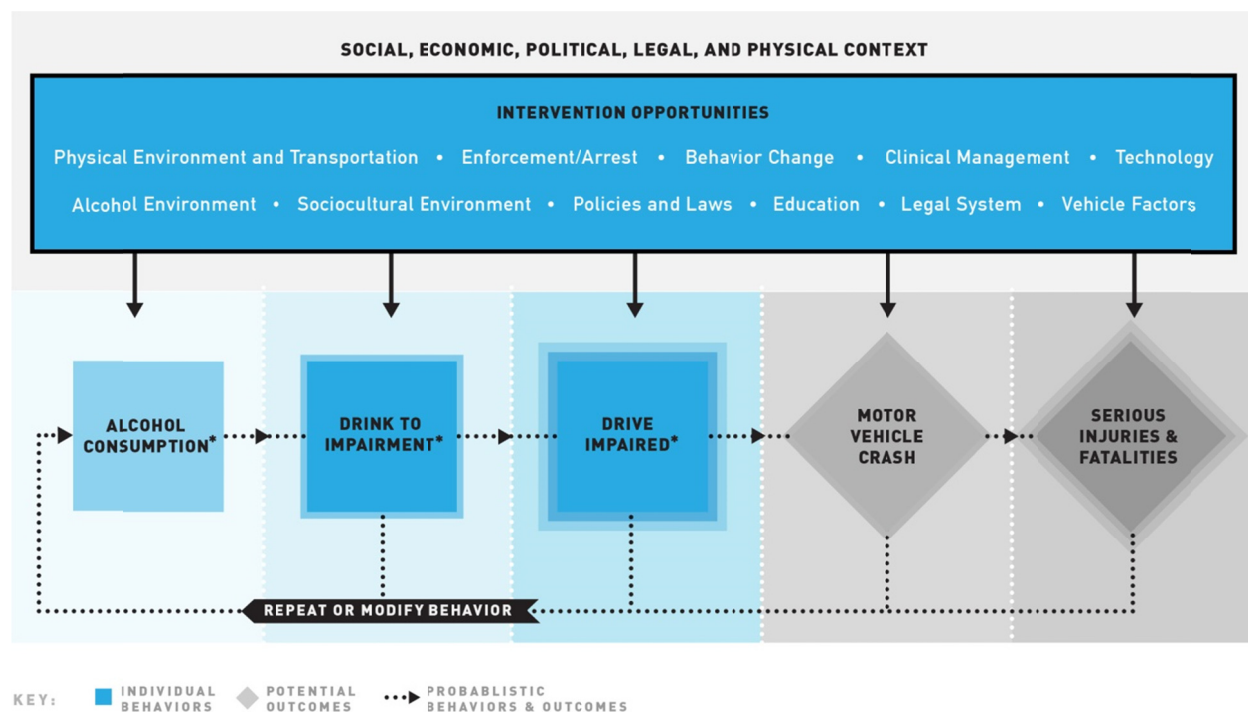 SOCIAL, ECONOMIC, POLITICAL, LEGAL, AND PHYSICAL CONTEXT
INTERVENTION OPPORTUNITIES
Physical Environment and Transportation • Enforcement/Arrest • Behavior Change • Clinical Management • Technology
Alcohol Environment • Sociocultural Environment • Policies and Laws • Education • Legal System • Vehicle Factors
ALCOHOL
CONSUMPTION*
DRINK TO
IMPAIRMENT*
DRIVE
IMPAIRED*
MOTOR
VEHICLE
CRASH
SERIOUS
INJURIES &
FATALITIES
REPEAT OR MODIFY BEHAVIOR
KEY:
INDIVIDUAL
BEHAVIORS
POTENTIAL
OUTCOMES
PROBABLISTIC
BEHAVIORS & OUTCOMES